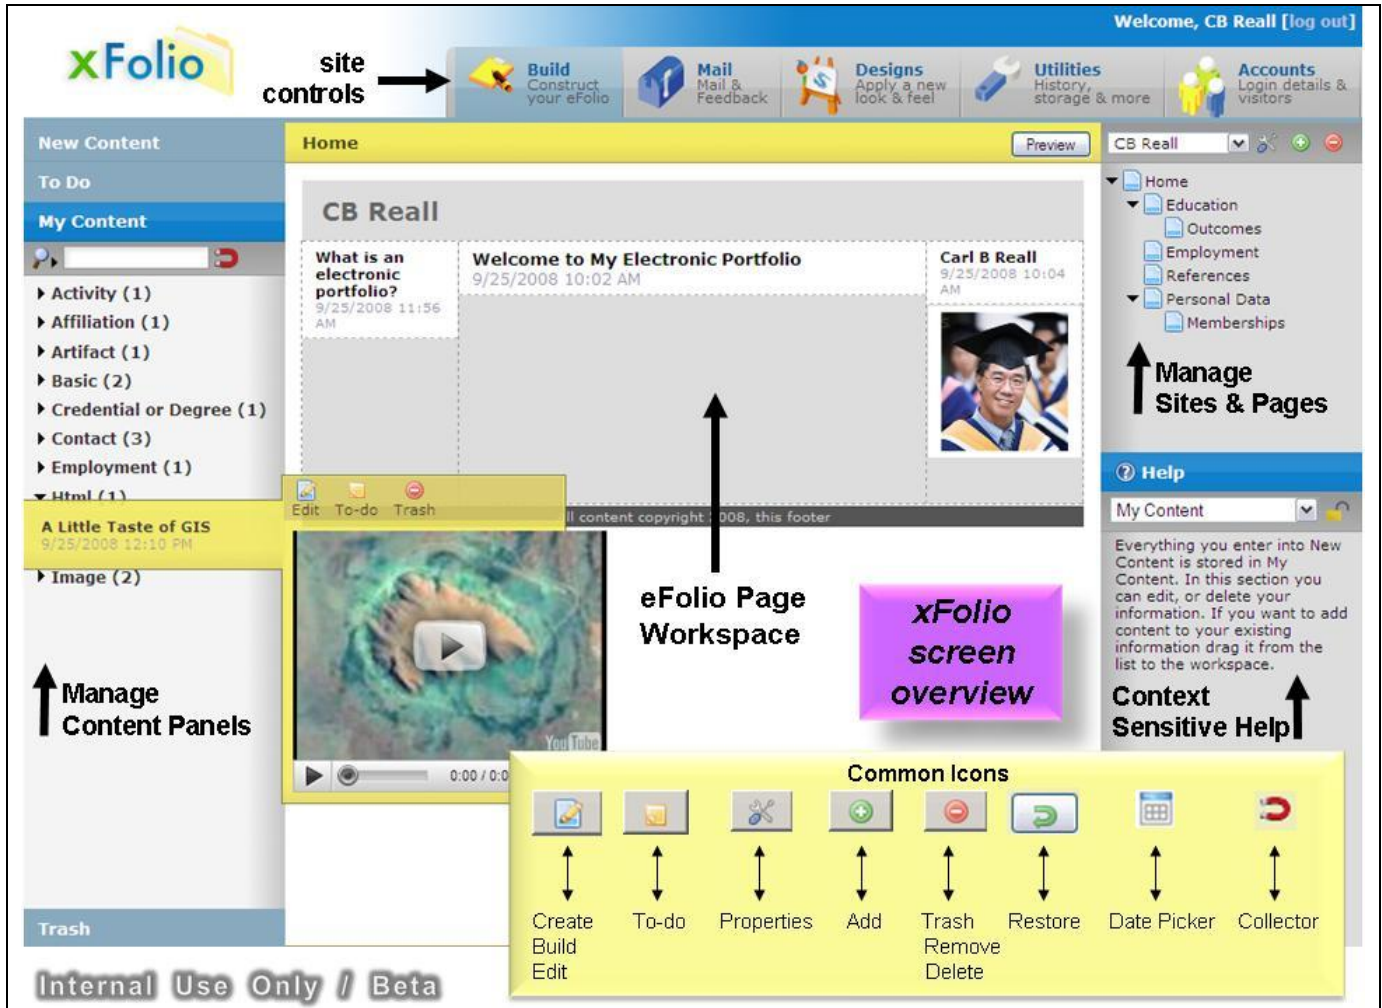 Welcome, CB Reall [log out]
xFolio
site
controls
Build
Construct
your eFolio
Mail
Mail &
Feedback
Designs
Apply a new
look & feel
Utilities
History,
storage & more
Accounts
Login details &
visitors
New Content
To Do
My Content
Activity (1)
Affiliation (1)
Artifact (1)
Basic (2)
Credential or Degree (1)
Contact (3)
Employment (1)
Html (1)
A Little Taste of GIS
9/25/2008 12:10 PM
Image (2)
Manage
Content Panels
Trash
Home
Preview
CB Reall
What is an
electronic
portfolio?
9/25/2008 11:56
AM
Welcome to My Electronic Portfolio
9/25/2008 10:02 AM
Carl B Reall
9/25/2008 10:04
AM
Edit To-do Trash
content copyright 2008, this footer
eFolio Page
Workspace
YouTube
0:00 / 0:0
xFolio
screen
overview
CB Reall
Home
Education
Outcomes
Employment
References
Personal Data
Memberships
Manage
Sites & Pages
Help
My Content
Everything you enter into New
Content is stored in My
Content. In this section you
can edit, or delete your
information. If you want to add
content to your existing
information drag it from the
list to the workspace.
Context
Sensitive Help
Common Icons
Create
Build
Edit
To-do
Properties
Add
Trash
Remove
Delete
Restore
Date Picker
Collector
Internal Use Only / Beta